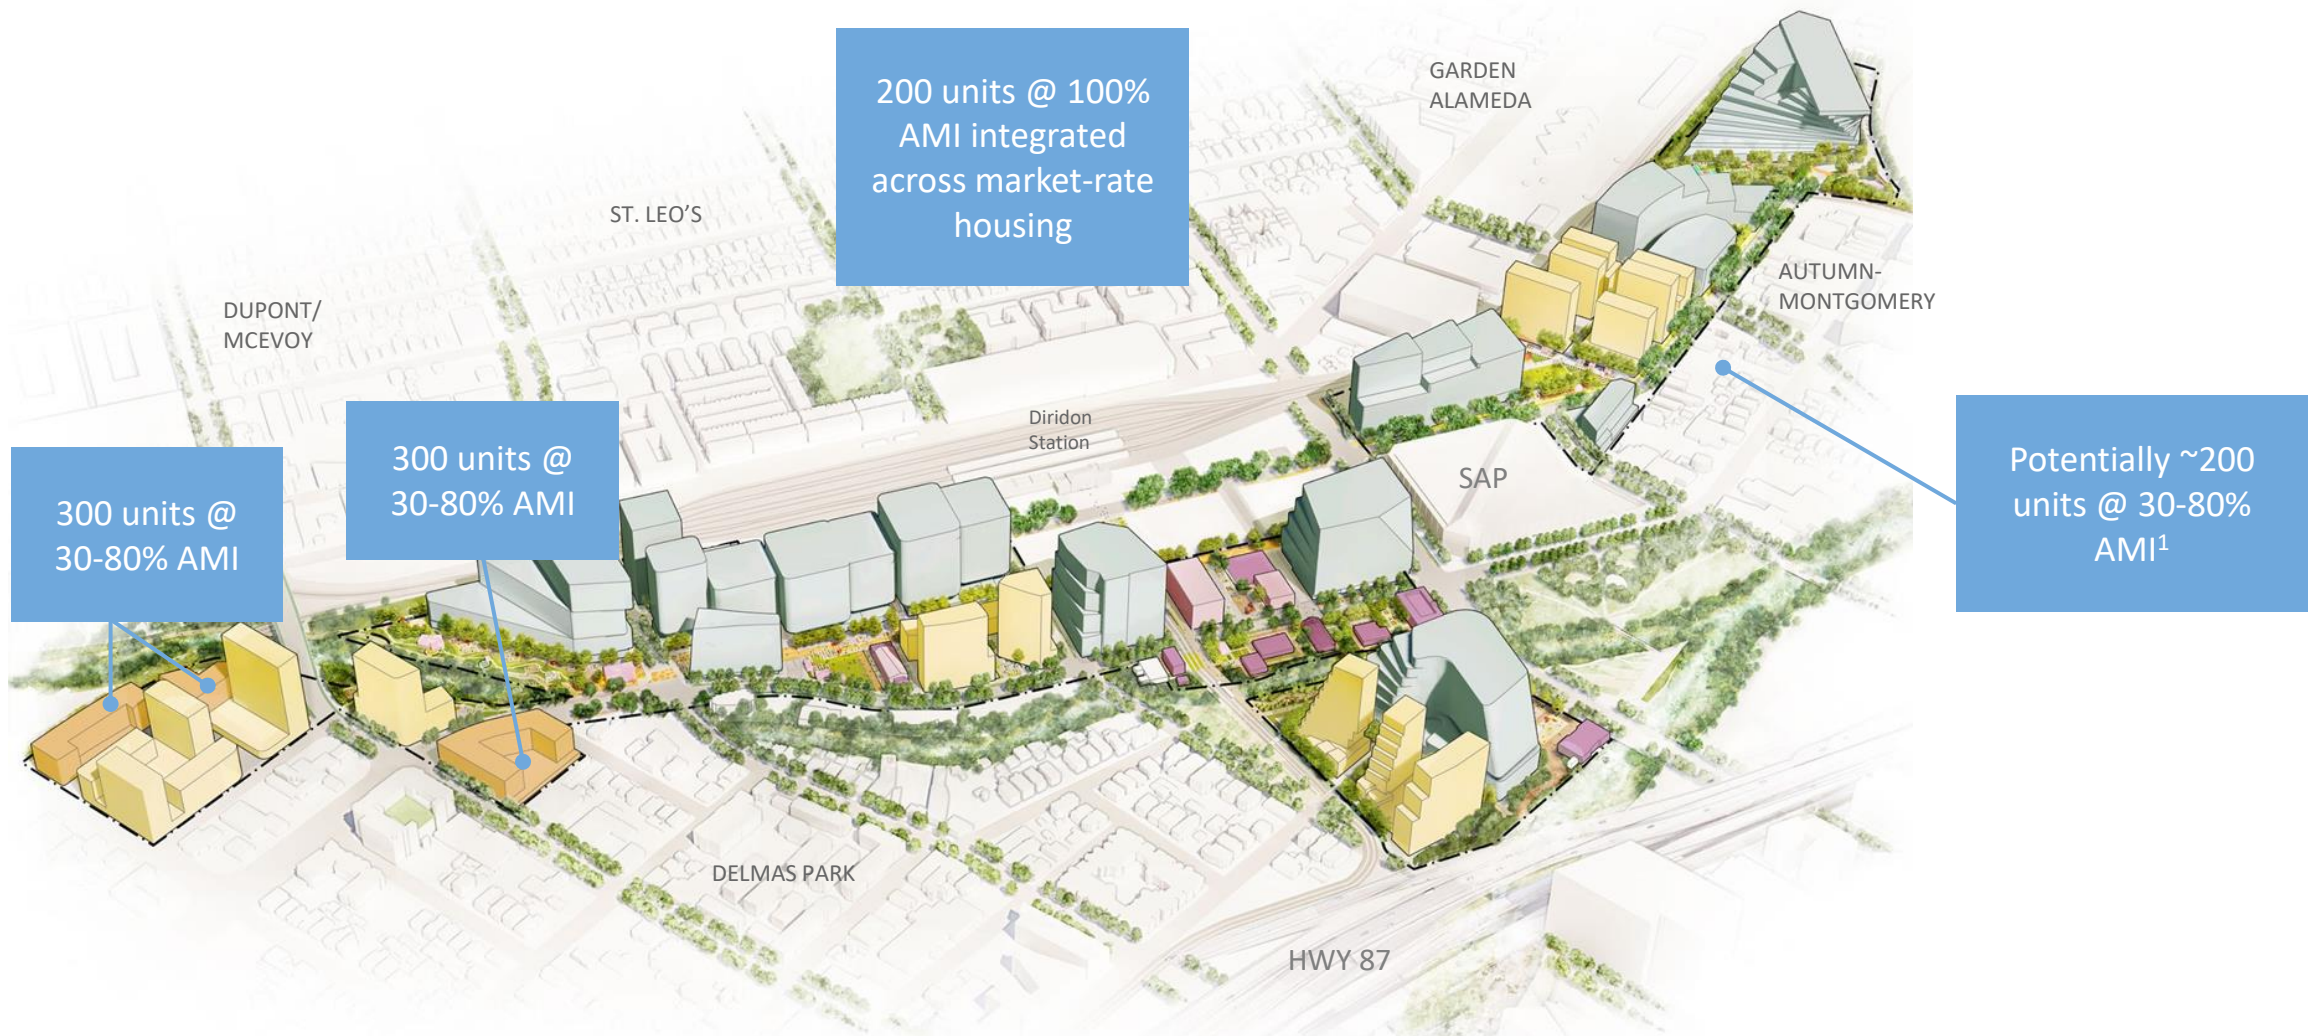 200 units @ 100%
AMI integrated
across market-rate
housing
GARDEN
ALAMEDA
ST. LEO'S
DUPONT/
MCEVOY
AUTUMN-
MONTGOMERY
Diridon
Station
SAP
300 units @
30-80% AMI
300 units @
30-80% AMI
Potentially ~200
units @ 30-80%
AMI¹
DELMAS PARK
HWY 87